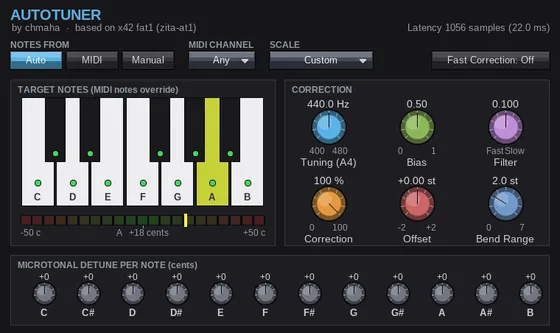 AUTOTUNER
by chmaha · based on x42 fat1 (zita-at1)
Latency 1056 samples (22.0 ms)
NOTES FROM
MIDI CHANNEL
SCALE
Auto
MIDI
Manual
Any
Custom
Fast Correction: Off
TARGET NOTES (MIDI notes override)
C D E F G A B
-50 c
A +18 cents
+50 c
CORRECTION
440.0 Hz
0.50
0.100
400 480
0 1
Fast Slow
Tuning (A4)
Bias
Filter
100 %
+0.00 st
2.0 st
0 100
-2 +2
0 7
Correction
Offset
Bend Range
MICROTONAL DETUNE PER NOTE (cents)
+0 +0 +0 +0 +0 +0 +0 +0 +0 +0 +0 +0
C C# D D# E F F# G G# A A# B